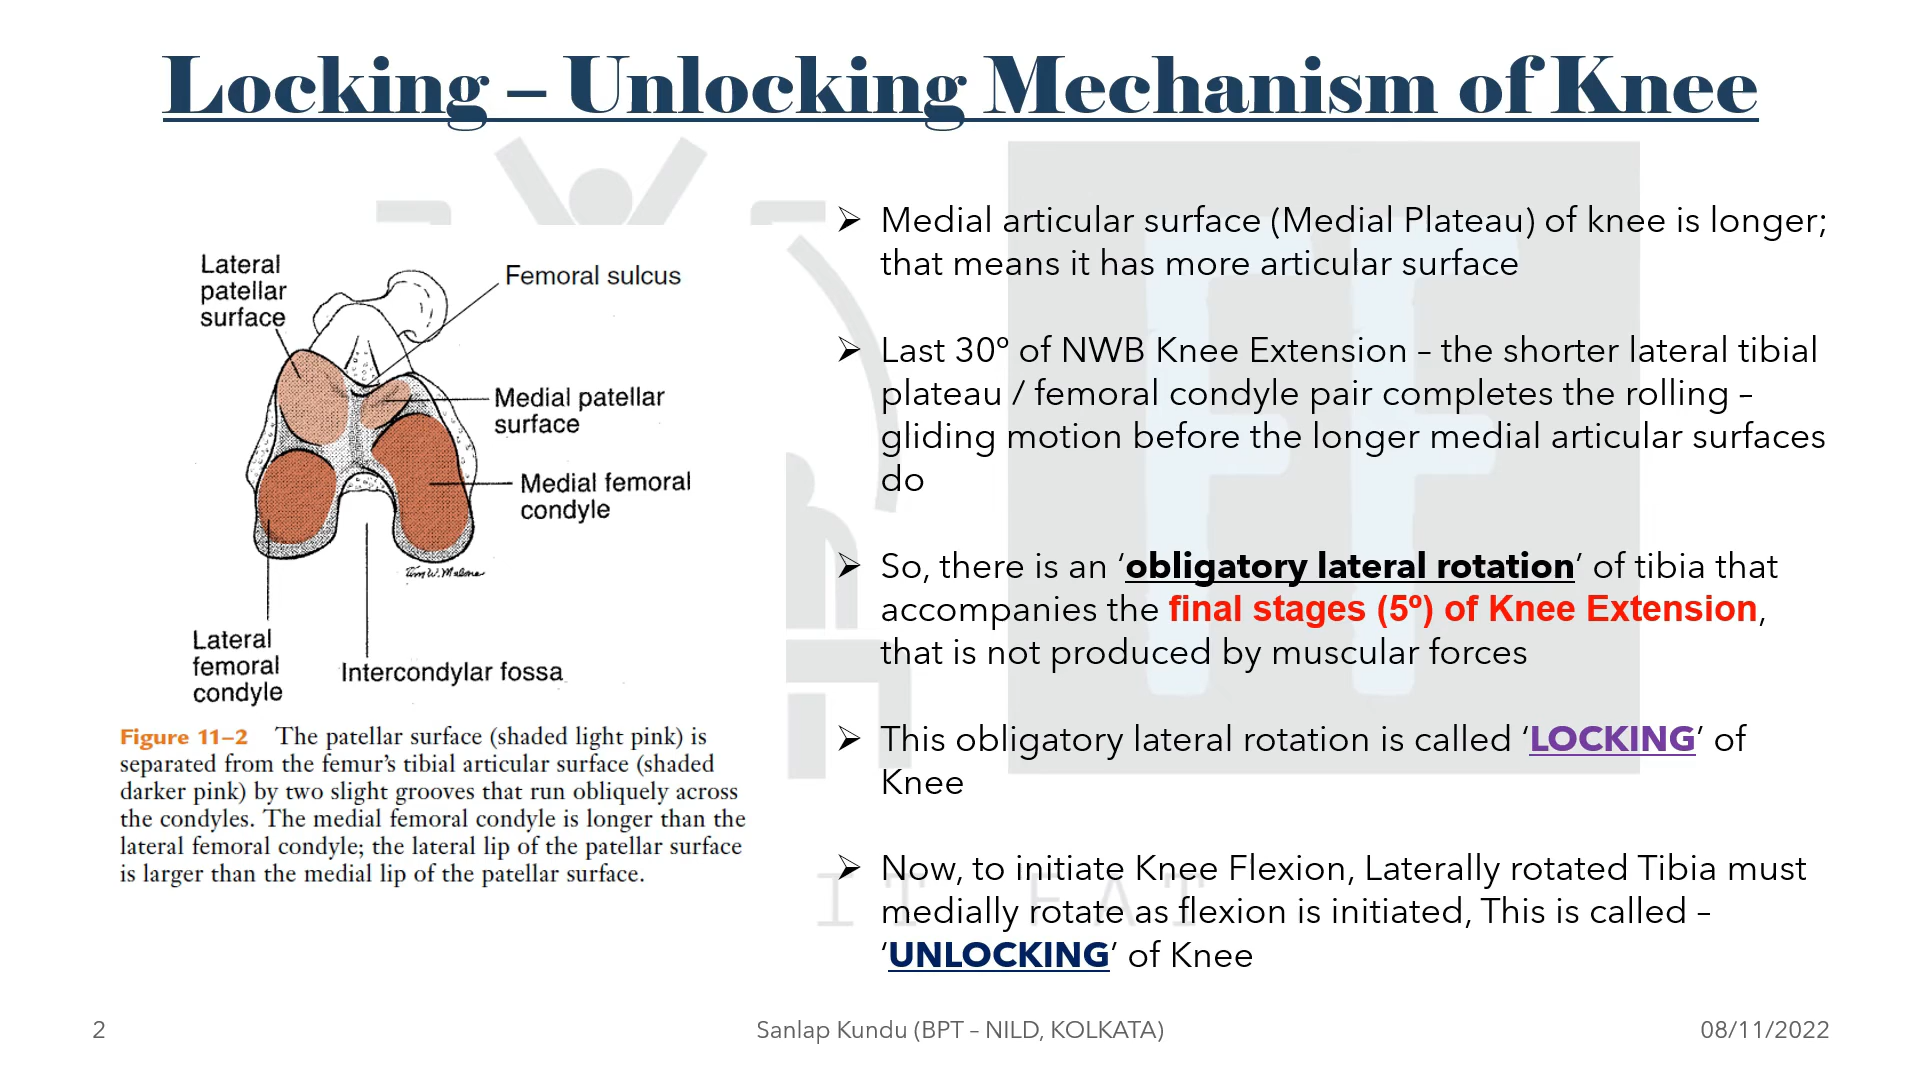 Locking – Unlocking Mechanism of Knee
Lateral
patellar
surface
Femoral sulcus
Medial patellar
surface
Medial femoral
condyle
Tim W. Malone
Lateral
femoral
condyle
Intercondylar fossa
Figure 11–2 The patellar surface (shaded light pink) is
separated from the femur’s tibial articular surface (shaded
darker pink) by two slight grooves that run obliquely across
the condyles. The medial femoral condyle is longer than the
lateral femoral condyle; the lateral lip of the patellar surface
is larger than the medial lip of the patellar surface.
➢ Medial articular surface (Medial Plateau) of knee is longer;
that means it has more articular surface
➢ Last 30º of NWB Knee Extension – the shorter lateral tibial
plateau / femoral condyle pair completes the rolling –
gliding motion before the longer medial articular surfaces
do
➢ So, there is an ‘obligatory lateral rotation’ of tibia that
accompanies the final stages (5º) of Knee Extension,
that is not produced by muscular forces
➢ This obligatory lateral rotation is called ‘LOCKING’ of
Knee
➢ Now, to initiate Knee Flexion, Laterally rotated Tibia must
medially rotate as flexion is initiated, This is called –
‘UNLOCKING’ of Knee
2
Sanlap Kundu (BPT – NILD, KOLKATA)
08/11/2022